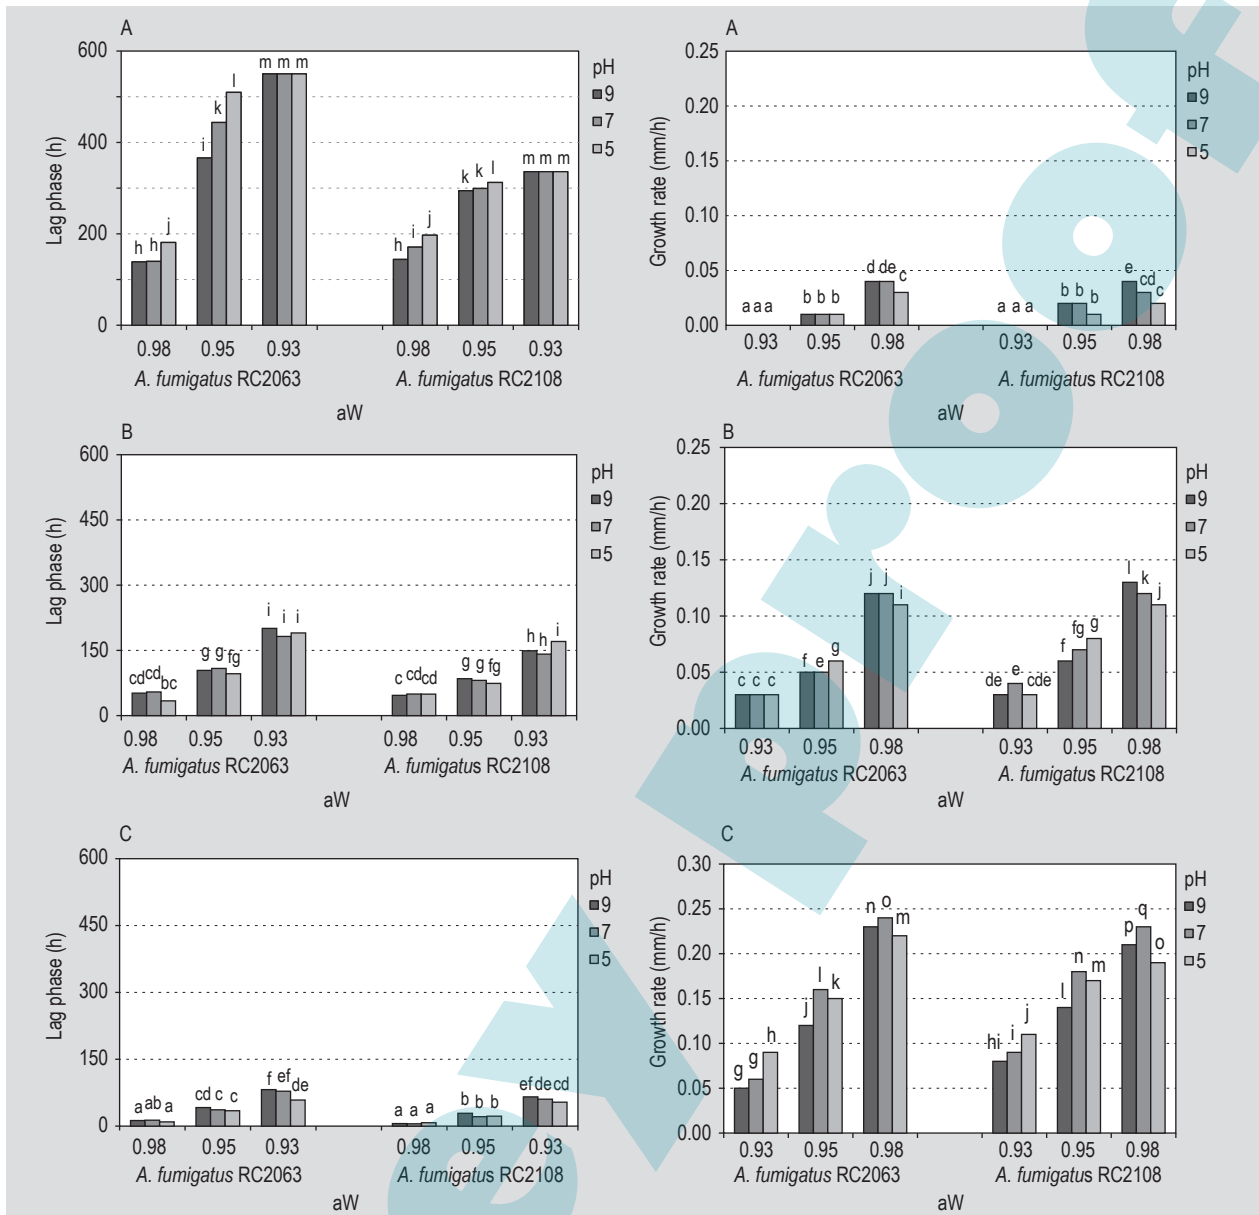 A
600
400
200
0
Lag phase (h)
h h j
i k l
m m m
h i j
k k l
m m m
0.98 0.95 0.93 0.98 0.95 0.93
A. fumigatus RC2063 A. fumigatus RC2108
aW
pH
9
7
5
A
0.25
0.20
0.15
0.10
0.05
0.00
Growth rate (mm/h)
a a a
b b b
d de c
a a a
b b b
e cd c
0.93 0.95 0.98 0.93 0.95 0.98
A. fumigatus RC2063 A. fumigatus RC2108
aW
pH
9
7
5
B
600
450
300
150
0
Lag phase (h)
cd cd bc
g g fg
i i i
c cd cd
g g fg
h h i
0.98 0.95 0.93 0.98 0.95 0.93
A. fumigatus RC2063 A. fumigatus RC2108
aW
pH
9
7
5
B
0.25
0.20
0.15
0.10
0.05
0.00
Growth rate (mm/h)
c c c
f e g
j j i
de e cde
f fg g
l k j
0.93 0.95 0.98 0.93 0.95 0.98
A. fumigatus RC2063 A. fumigatus RC2108
aW
pH
9
7
5
C
600
450
300
150
0
Lag phase (h)
a ab a
cd c c
f ef de
a a a
b b b
ef de cd
0.98 0.95 0.93 0.98 0.95 0.93
A. fumigatus RC2063 A. fumigatus RC2108
aW
pH
9
7
5
C
0.30
0.25
0.20
0.15
0.10
0.05
0.00
Growth rate (mm/h)
g g h
j l k
n o m
hi i j
l n m
p q o
0.93 0.95 0.98 0.93 0.95 0.98
A. fumigatus RC2063 A. fumigatus RC2108
aW
pH
9
7
5